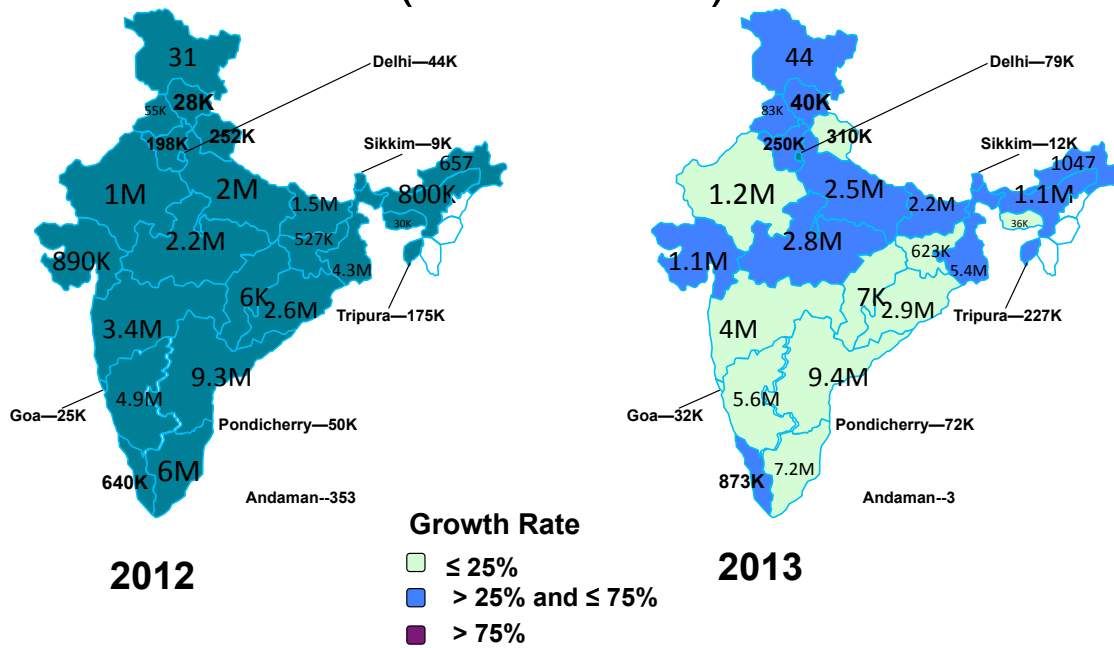 31
Delhi—44K
55K
28K
198K
252K
Sikkim—9K
657
1M
2M
1.5M
800K
30K
2.2M
527K
890K
4.3M
6K
2.6M
Tripura—175K
3.4M
9.3M
4.9M
Goa—25K
Pondicherry—50K
6M
640K
Andaman--353
2012
44
Delhi—79K
83K
40K
250K
310K
Sikkim—12K
1047
1.2M
2.5M
2.2M
1.1M
36K
2.8M
623K
1.1M
5.4M
7K
2.9M
Tripura—227K
4M
9.4M
5.6M
Goa—32K
Pondicherry—72K
7.2M
873K
Andaman--3
2013
Growth Rate
≤ 25%
> 25% and ≤ 75%
> 75%